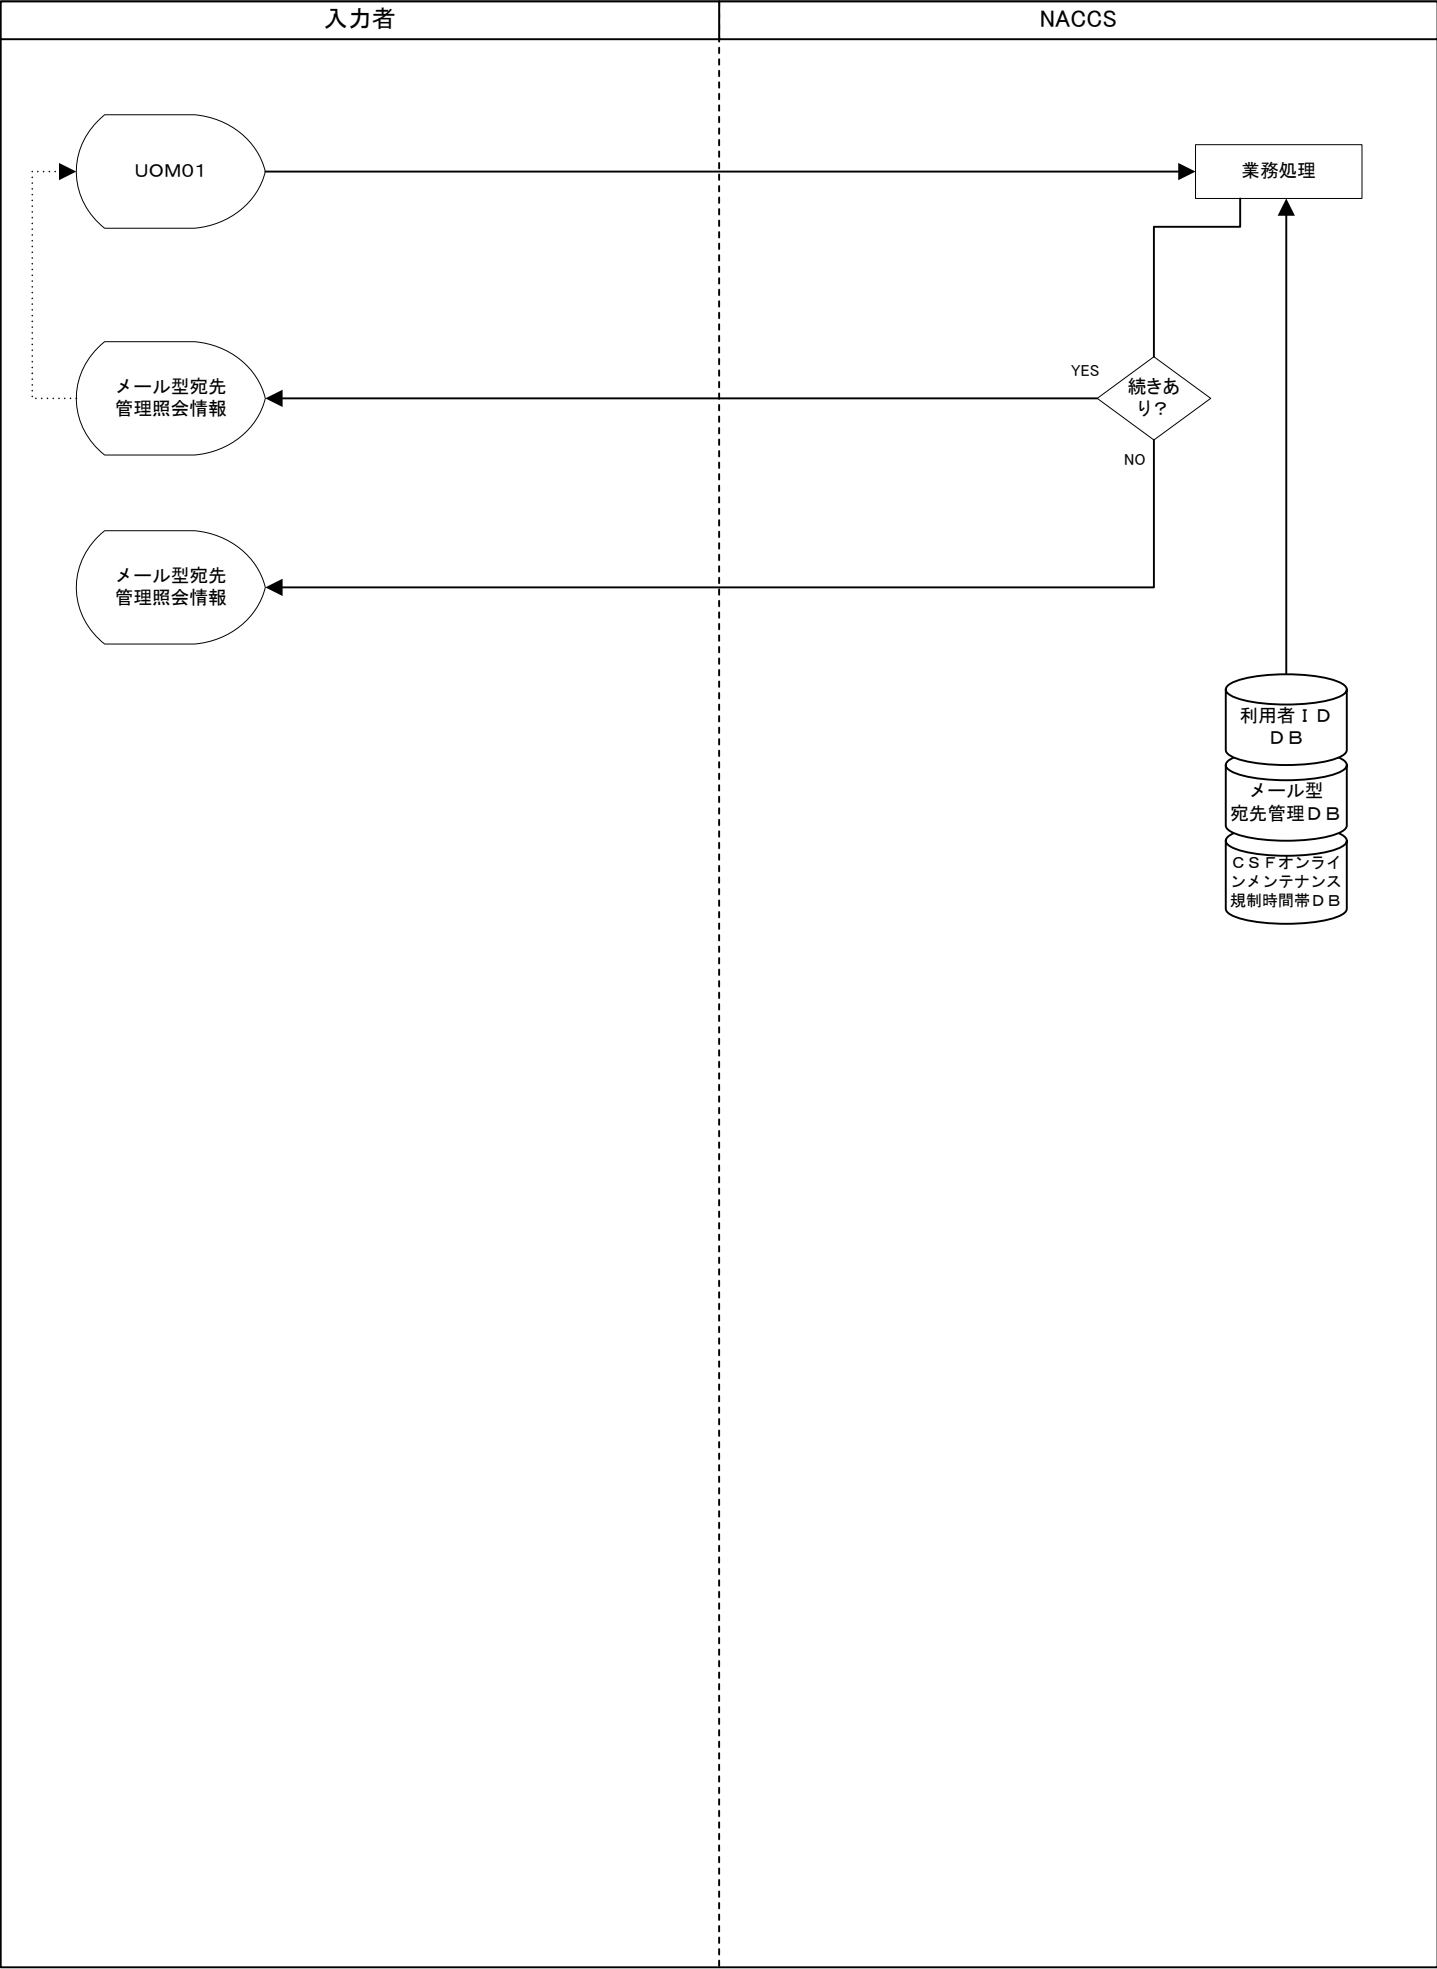 入力者
NACCS
UOM01
業務処理
メール型宛先
管理照会情報
YES
続きあ
り？
NO
メール型宛先
管理照会情報
利用者ＩＤ
ＤＢ
メール型
宛先管理ＤＢ
ＣＳＦオンライ
ンメンテナンス
規制時間帯ＤＢ